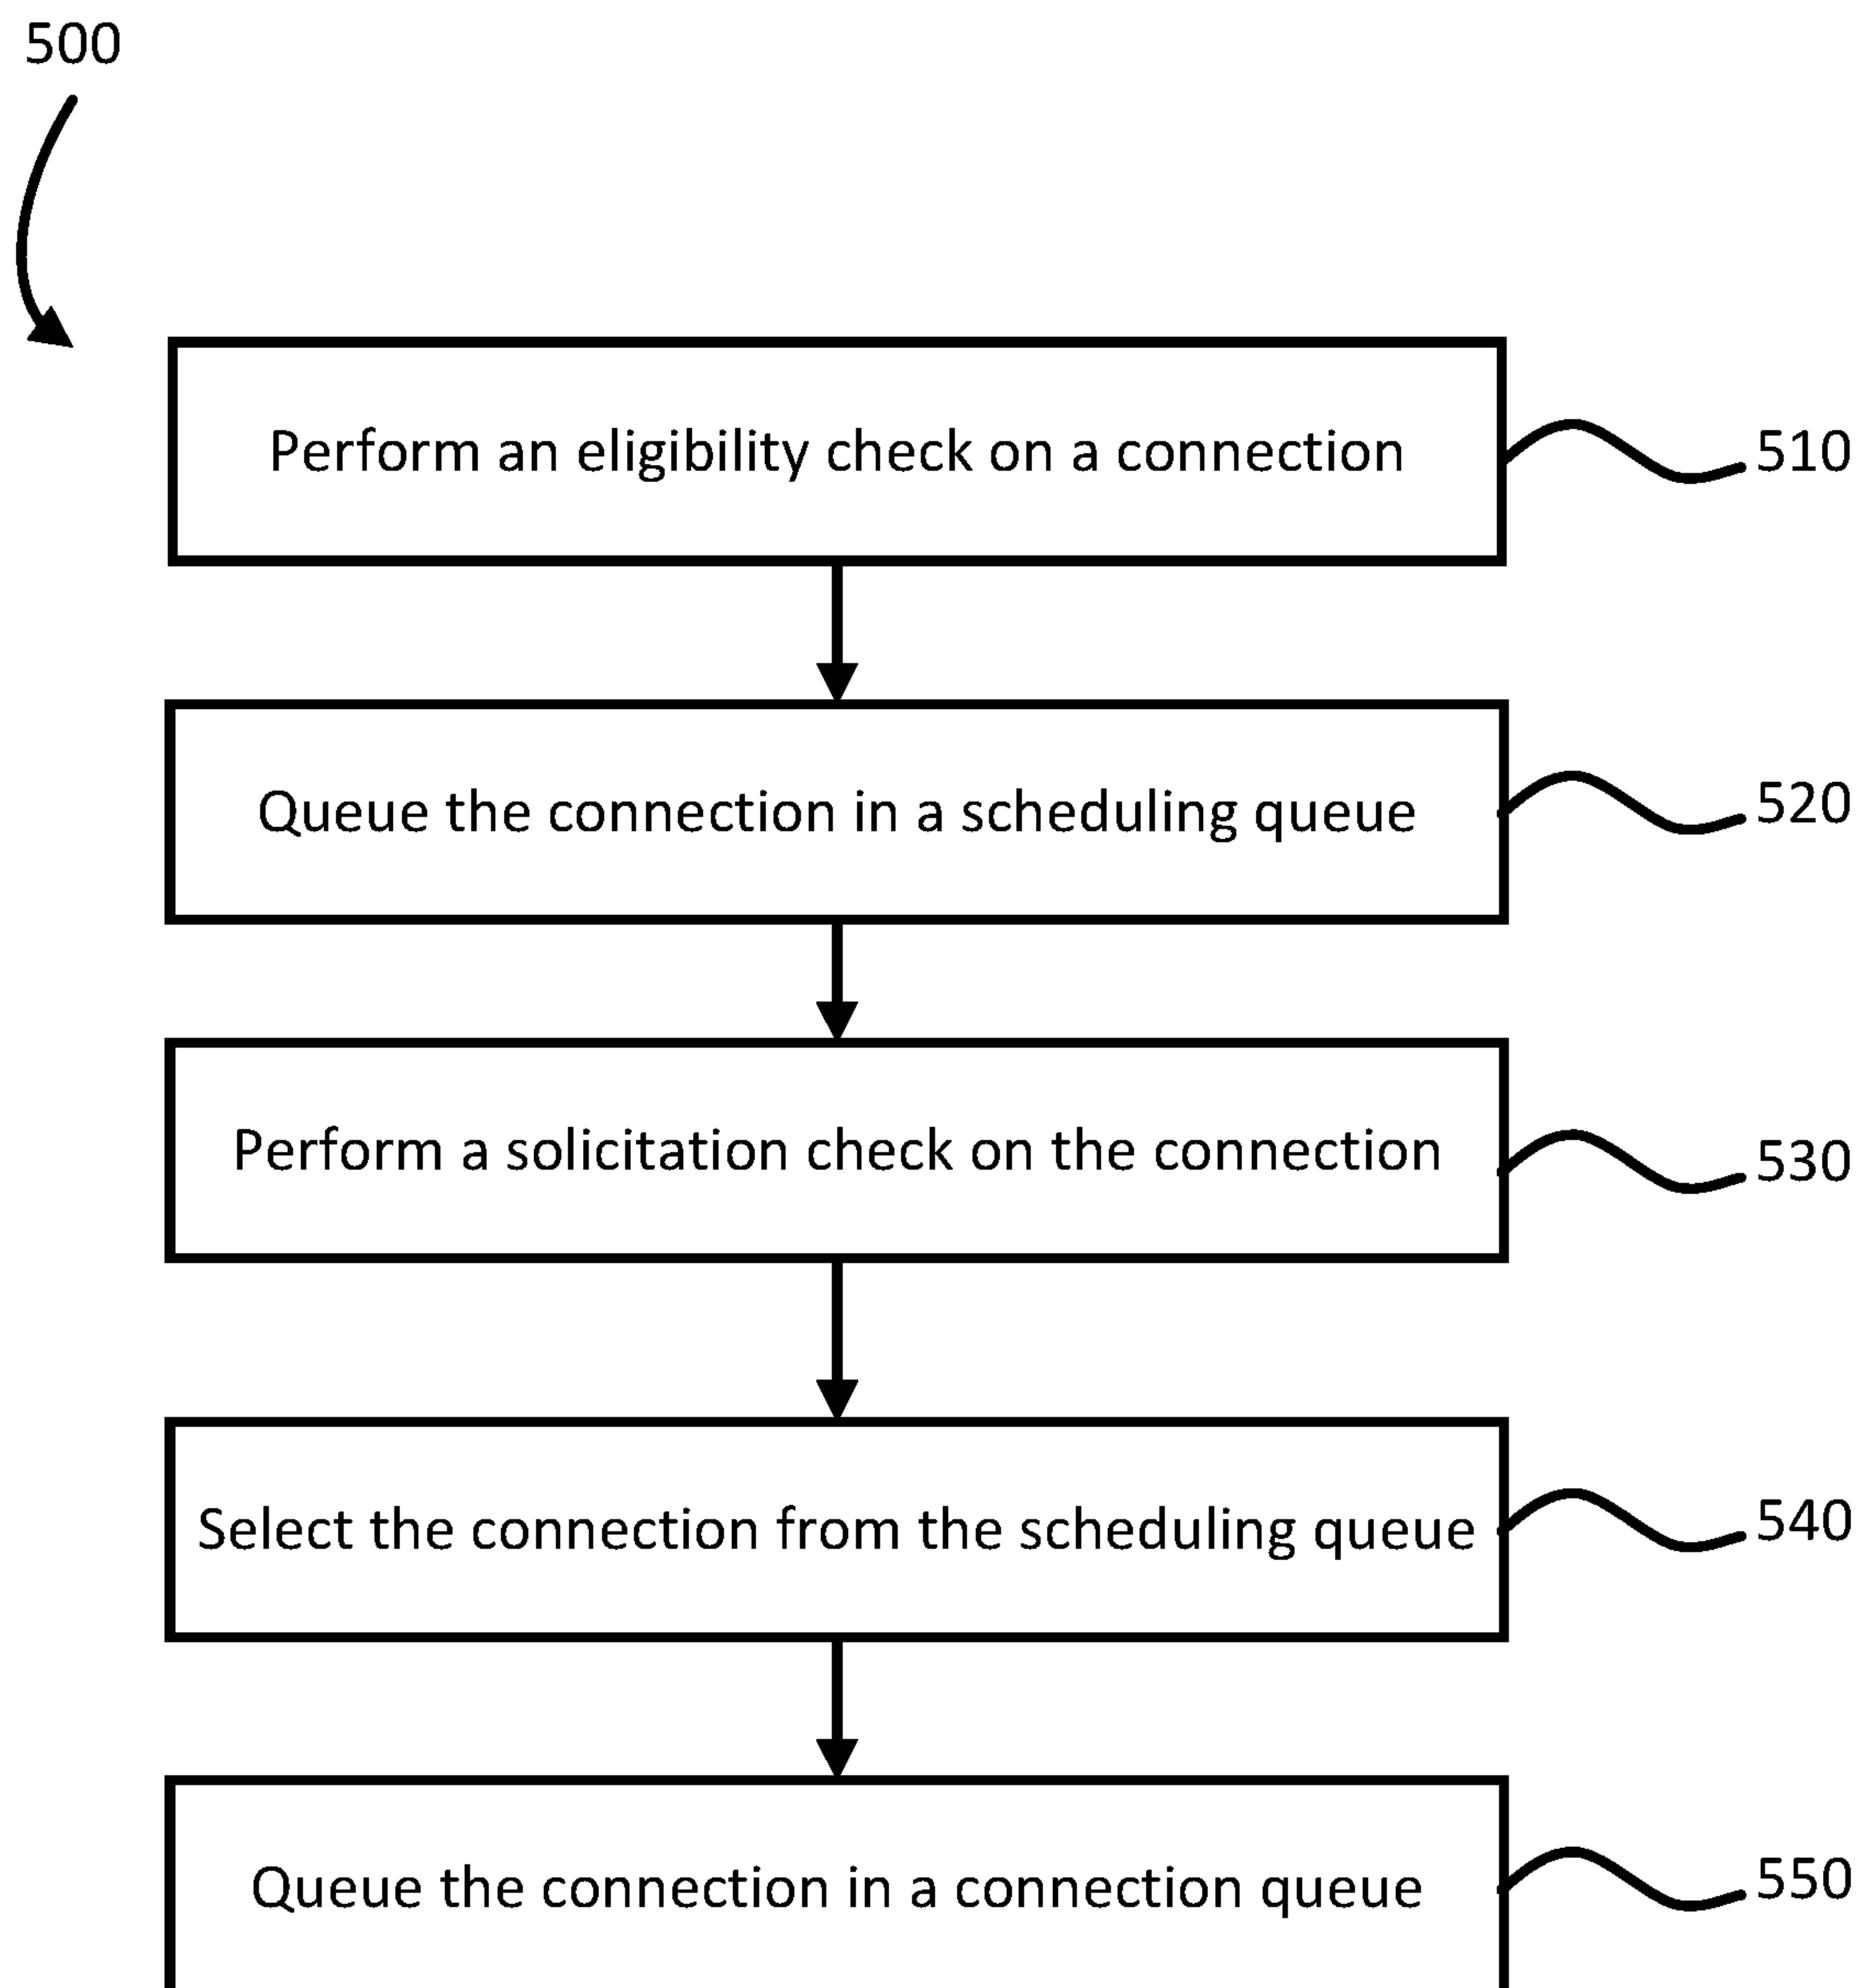 500
Perform an eligibility check on a connection
510
Queue the connection in a scheduling queue
520
Perform a solicitation check on the connection
530
Select the connection from the scheduling queue
540
Queue the connection in a connection queue
550